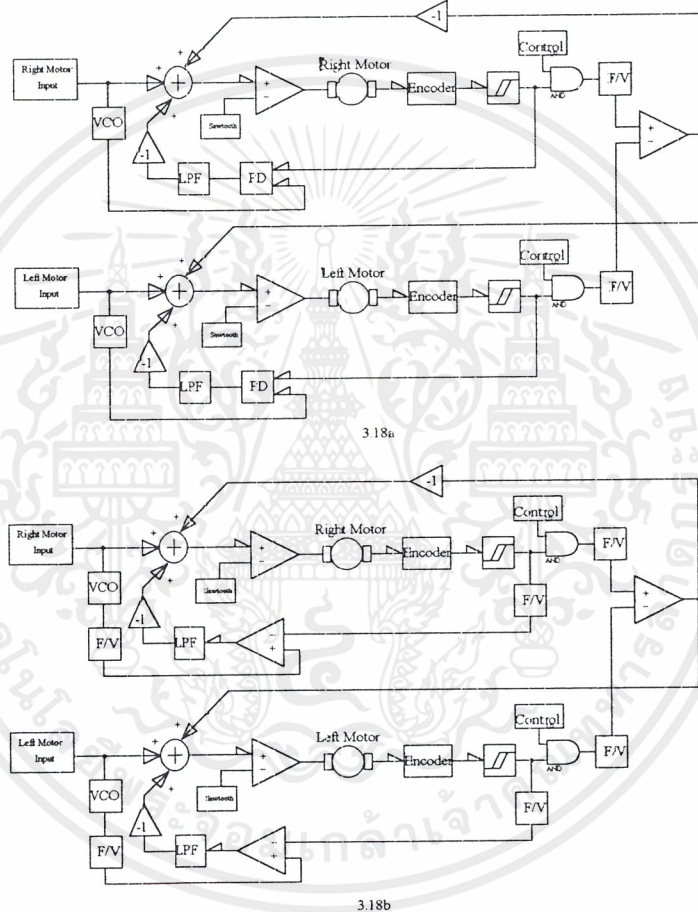 -1
Right Motor
Input
+
+
+
+
VCO
-1
+
-
Sawtooth
Right Motor
Encoder
Control
AND
F/V
LPF
PD
+
-
Left Motor
Input
+
+
+
+
VCO
-1
+
-
Sawtooth
Left Motor
Encoder
Control
AND
F/V
LPF
PD
3.18a
-1
Right Motor
Input
+
+
+
+
VCO
F/V
-1
+
-
Sawtooth
Right Motor
Encoder
Control
AND
F/V
F/V
LPF
-
+
+
-
Left Motor
Input
+
+
+
+
VCO
F/V
-1
+
-
Sawtooth
Left Motor
Encoder
Control
AND
F/V
F/V
LPF
-
+
3.18b